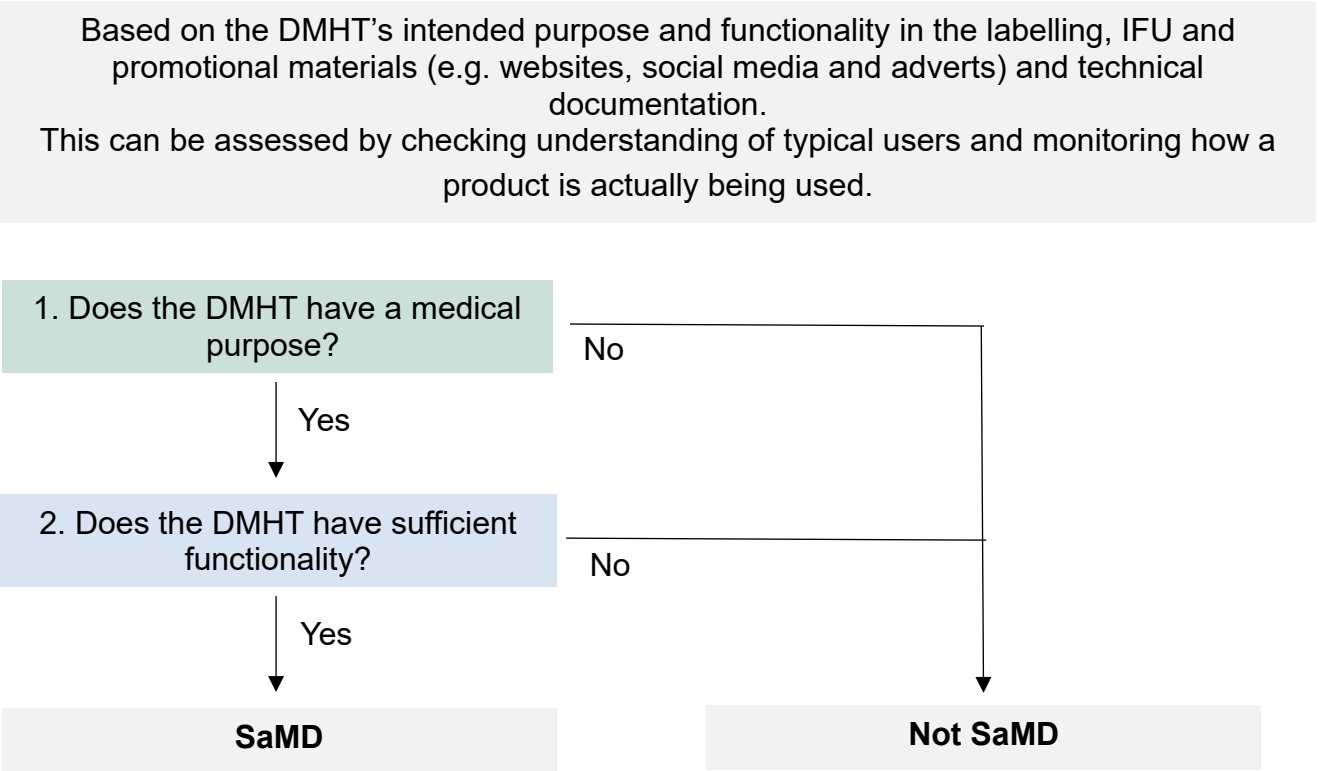 Based on the DMHT’s intended purpose and functionality in the labelling, IFU and
promotional materials (e.g. websites, social media and adverts) and technical
documentation.
This can be assessed by checking understanding of typical users and monitoring how a
product is actually being used.
1. Does the DMHT have a medical
purpose?
No
Yes
2. Does the DMHT have sufficient
functionality?
No
Yes
SaMD
Not SaMD